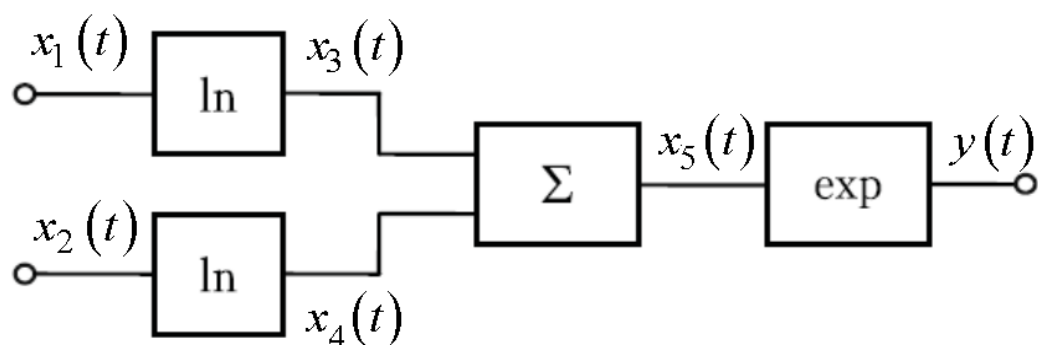 x₁(t)
ln
x₃(t)
x₂(t)
ln
x₄(t)
Σ
x₅(t)
exp
y(t)